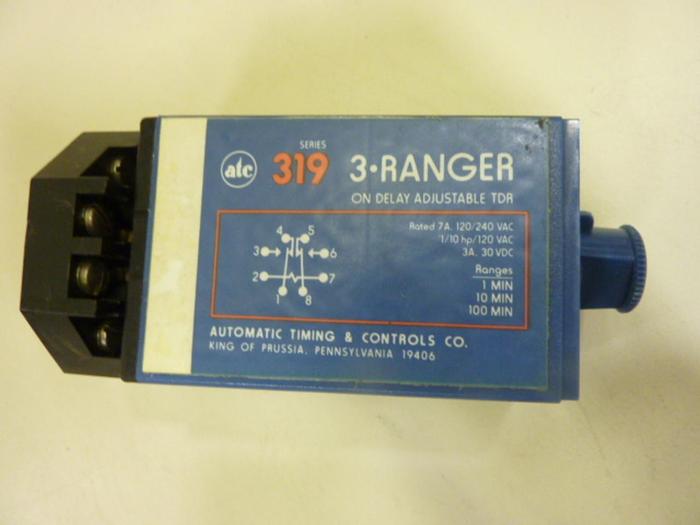 SERIES
atc 319 3•RANGER
ON DELAY ADJUSTABLE TDR
Rated 7A. 120/240 VAC
1/10 hp/120 VAC
3A. 30 VDC
4 5
3 6
2 7
1 8
Ranges
1 MIN
10 MIN
100 MIN
AUTOMATIC TIMING & CONTROLS CO.
KING OF PRUSSIA, PENNSYLVANIA 19406